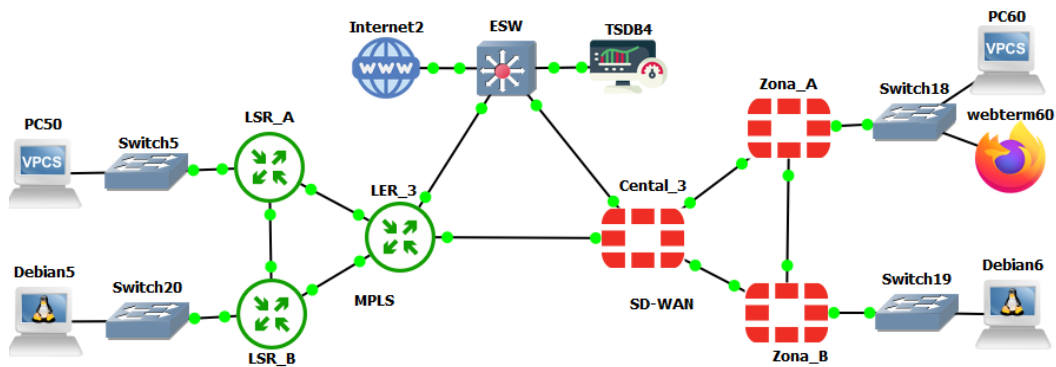 Internet2
ESW
TSDB4
PC60
WWW
VPCS
Zona_A
Switch18
webterm60
LSR_A
PC50
Switch5
VPCS
LER_3
Cental_3
Debian5
Switch20
MPLS
SD-WAN
Switch19
Debian6
LSR_B
Zona_B